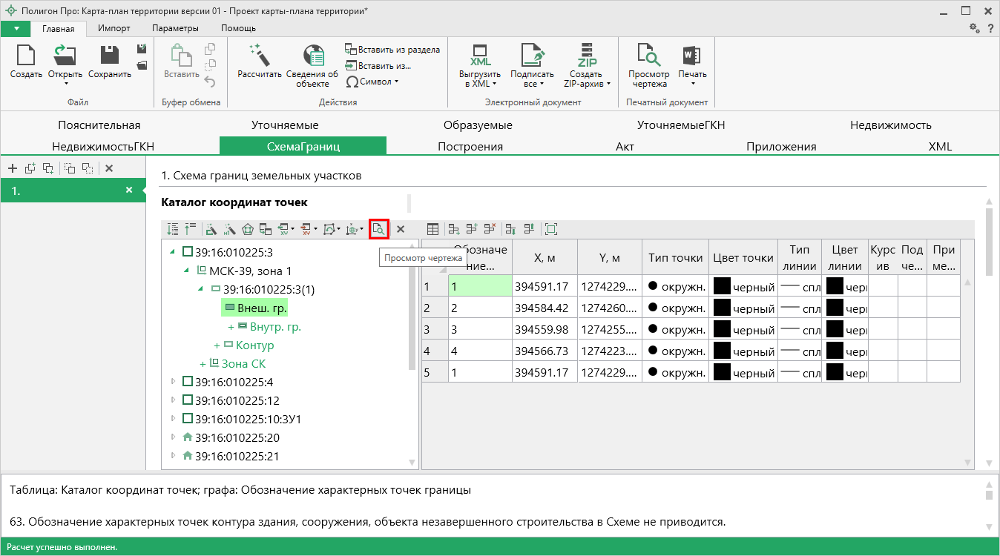 Полигон Про: Карта-план территории версии 01 - Проект карты-плана территории*
Главная Импорт Параметры Помощь
Создать Открыть Сохранить Вставить Рассчитать Сведения об объекте
Вставить из раздела
Вставить из...
Символ
Выгрузить в XML Подписать все Создать ZIP-архив Просмотр чертежа Печать
XML ZIP W
Файл Буфер обмена Действия Электронный документ Печатный документ
Пояснительная Уточняемые Образуемые УточняемыеГКН Недвижимость
НедвижимостьГКН СхемаГраниц Построения Акт Приложения XML
1. Схема границ земельных участков
1.
Каталог координат точек
Просмотр чертежа
39:16:010225:3
МСК-39, зона 1
39:16:010225:3(1)
Внеш. гр.
+ Внутр. гр.
+ Контур
+ Зона СК
39:16:010225:4
39:16:010225:12
39:16:010225:10:ЗУ1
39:16:010225:20
39:16:010225:21
Обозначе ние... X, м Y, м Тип точки Цвет точки Тип линии Цвет линии Курс ив Под че... При ме...
1 1 394591.17 1274229.... окружн. черный спл черн
2 2 394584.42 1274260.... окружн. черный спл черн
3 3 394559.98 1274255.... окружн. черный спл черн
4 4 394566.73 1274223.... окружн. черный спл черн
5 1 394591.17 1274229.... окружн. черный спл черн
Таблица: Каталог координат точек; графа: Обозначение характерных точек границы
63. Обозначение характерных точек контура здания, сооружения, объекта незавершенного строительства в Схеме не приводится.
Расчет успешно выполнен.